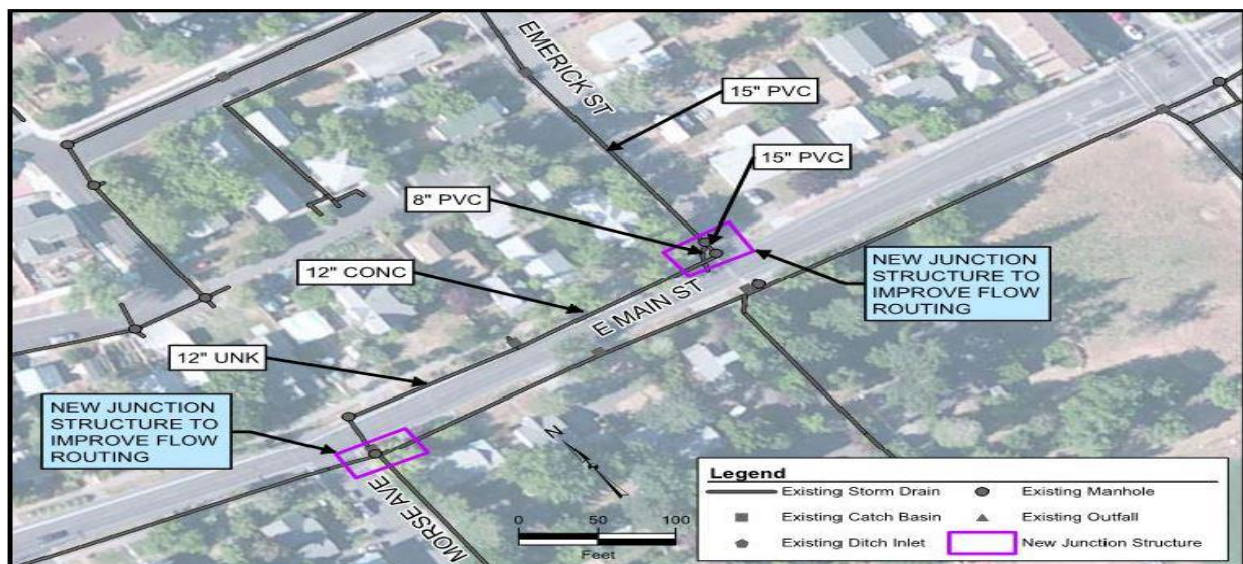 EMERICK ST
15" PVC
15" PVC
8" PVC
12" CONC
E MAIN ST
NEW JUNCTION
STRUCTURE TO
IMPROVE FLOW
ROUTING
12" UNK
NEW JUNCTION
STRUCTURE TO
IMPROVE FLOW
ROUTING
MORSE AVE
N
0 50 100
Feet
Legend
Existing Storm Drain
Existing Manhole
Existing Catch Basin
Existing Outfall
Existing Ditch Inlet
New Junction Structure